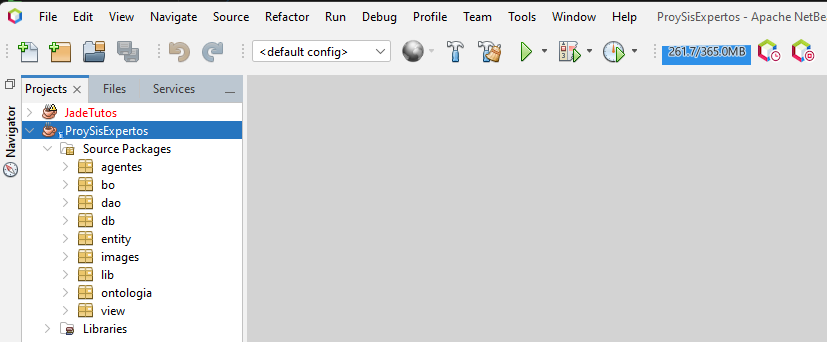 File Edit View Navigate Source Refactor Run Debug Profile Team Tools Window Help ProySisExpertos - Apache NetBe
<default config> 261.7/365.0MB
Projects Files Services
Navigator
JadeTutos
ProySisExpertos
Source Packages
agentes
bo
dao
db
entity
images
lib
ontologia
view
Libraries